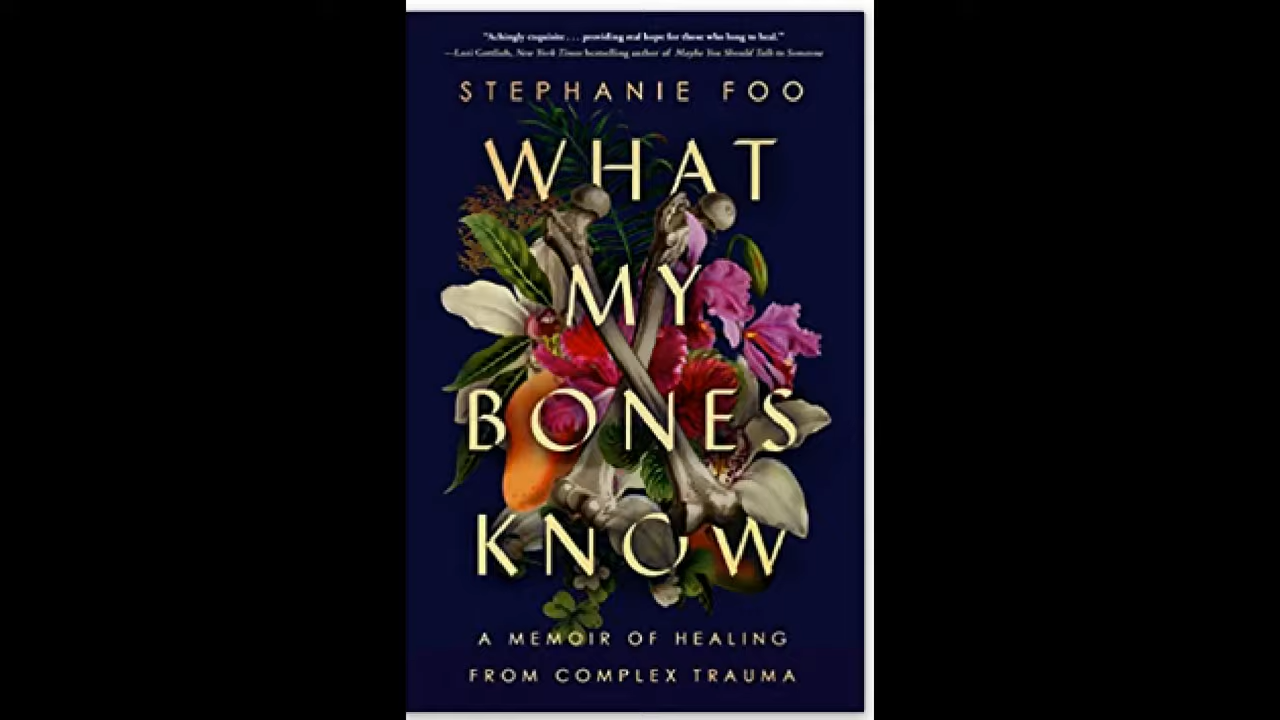 "Achingly exquisite . . . providing real hope for those who long to heal."
—Lori Gottlieb, New York Times bestselling author of Maybe You Should Talk to Someone
STEPHANIE FOO
WHAT
MY
BONES
KNOW
A MEMOIR OF HEALING
FROM COMPLEX TRAUMA